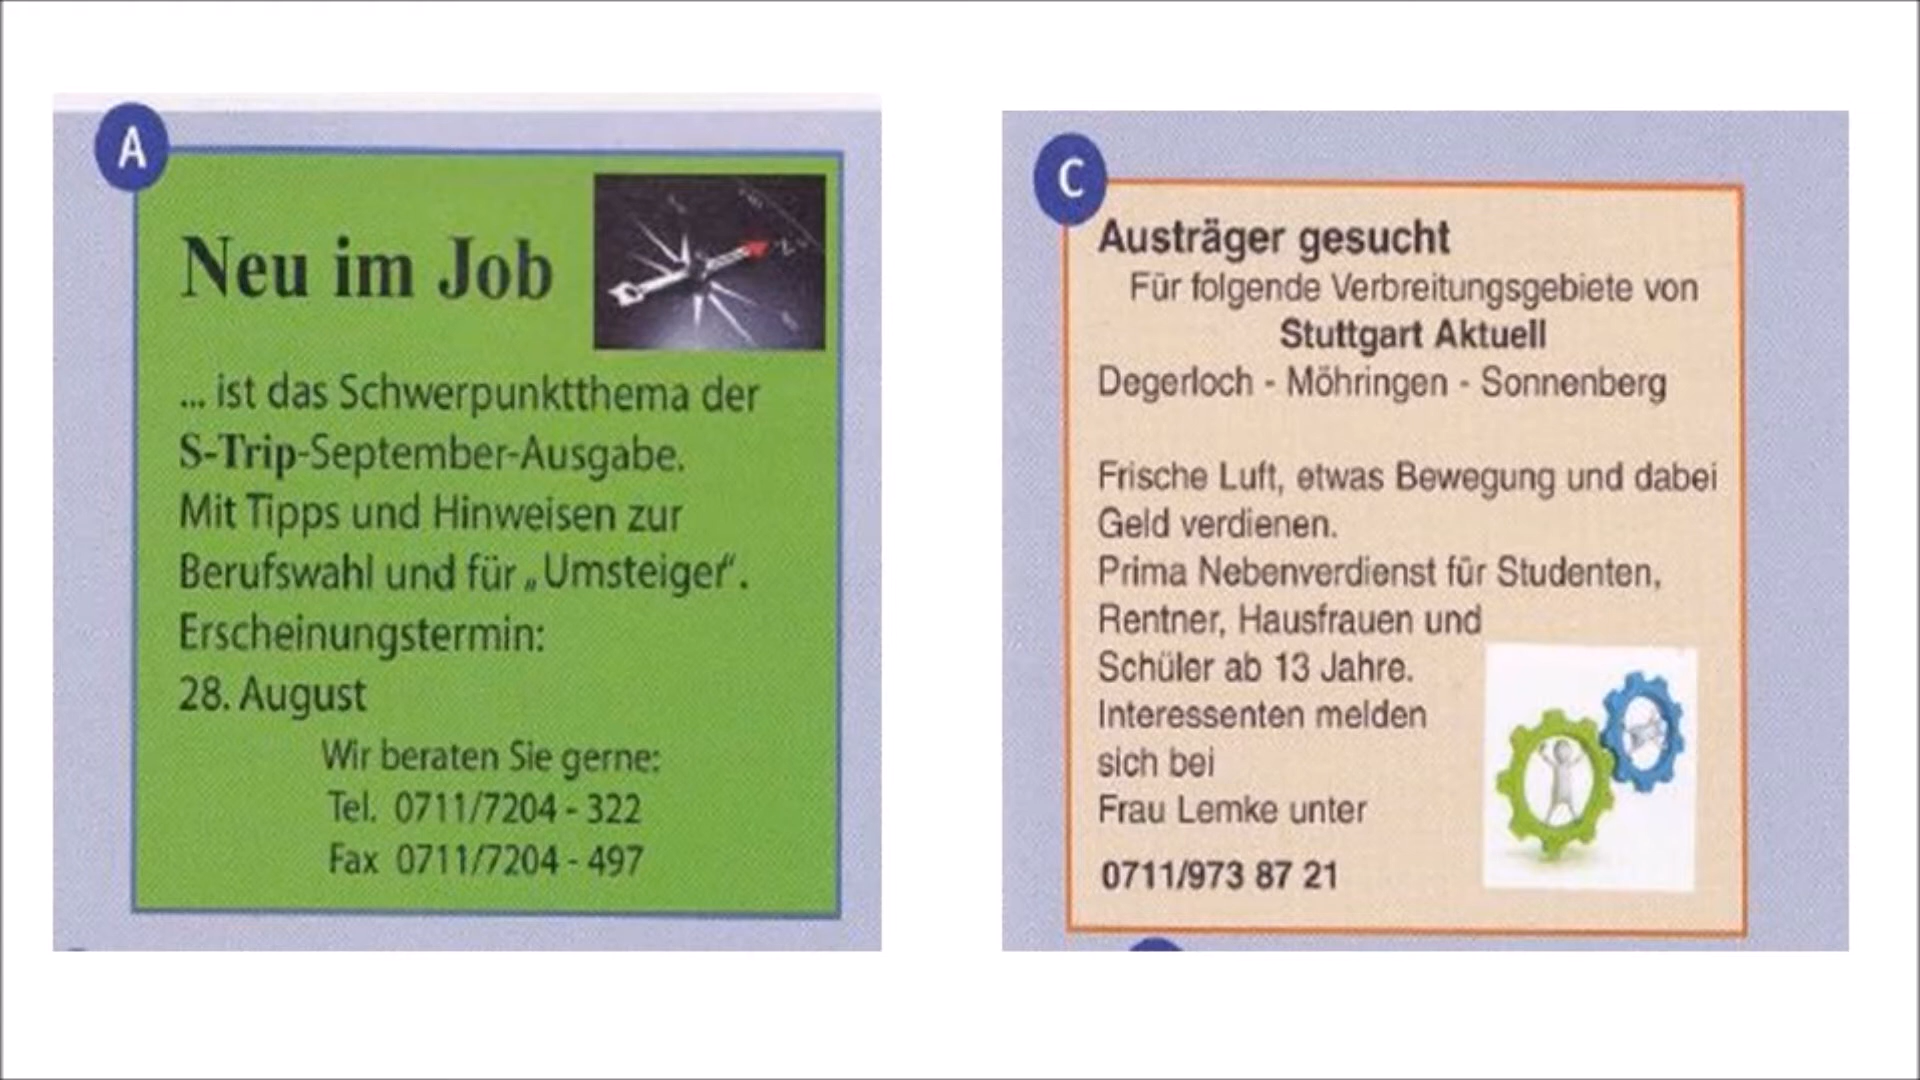 A
Neu im Job
... ist das Schwerpunktthema der
S-Trip-September-Ausgabe.
Mit Tipps und Hinweisen zur
Berufswahl und für „Umsteiger“.
Erscheinungstermin:
28. August
Wir beraten Sie gerne:
Tel. 0711/7204 - 322
Fax 0711/7204 - 497
C
Austräger gesucht
Für folgende Verbreitungsgebiete von
Stuttgart Aktuell
Degerloch - Möhringen - Sonnenberg
Frische Luft, etwas Bewegung und dabei
Geld verdienen.
Prima Nebenverdienst für Studenten,
Rentner, Hausfrauen und
Schüler ab 13 Jahre.
Interessenten melden
sich bei
Frau Lemke unter
0711/973 87 21